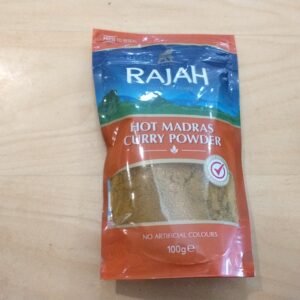 RAJAH
HOT MADRAS
CURRY POWDER
NO ARTIFICIAL COLOURS
100g e